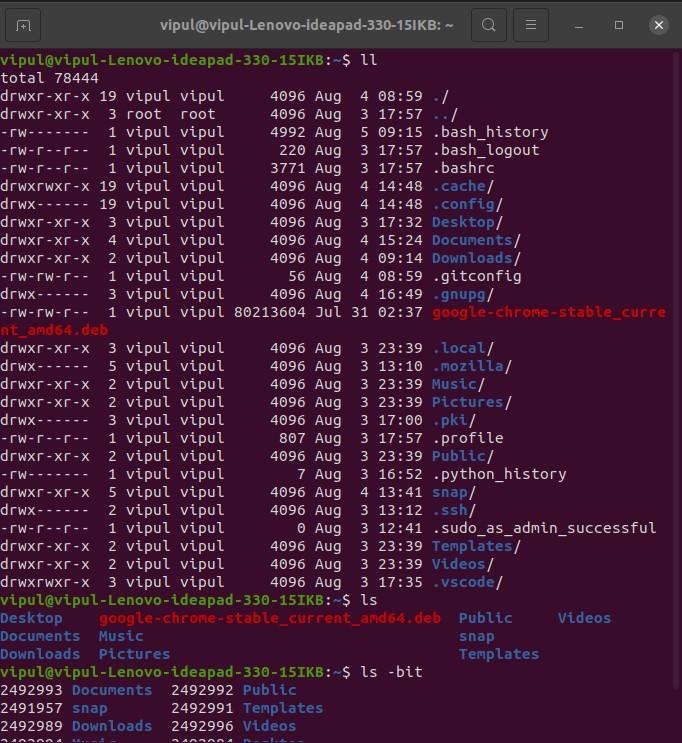 vipul@vipul-Lenovo-ideapad-330-15IKB: ~
vipul@vipul-Lenovo-ideapad-330-15IKB:~$ ll
total 78444
drwxr-xr-x 19 vipul vipul     4096 Aug  4 08:59 ./
drwxr-xr-x  3 root  root      4096 Aug  3 17:57 ../
-rw-------  1 vipul vipul     4992 Aug  5 09:15 .bash_history
-rw-r--r--  1 vipul vipul      220 Aug  3 17:57 .bash_logout
-rw-r--r--  1 vipul vipul     3771 Aug  3 17:57 .bashrc
drwxrwxr-x 19 vipul vipul     4096 Aug  4 14:48 .cache/
drwx------ 19 vipul vipul     4096 Aug  4 14:48 .config/
drwxr-xr-x  3 vipul vipul     4096 Aug  3 17:32 Desktop/
drwxr-xr-x  4 vipul vipul     4096 Aug  4 15:24 Documents/
drwxr-xr-x  2 vipul vipul     4096 Aug  4 09:14 Downloads/
-rw-rw-r--  1 vipul vipul       56 Aug  4 08:59 .gitconfig
drwx------  3 vipul vipul     4096 Aug  4 16:49 .gnupg/
-rw-rw-r--  1 vipul vipul 80213604 Jul 31 02:37 google-chrome-stable_curre
nt_amd64.deb
drwxr-xr-x  3 vipul vipul     4096 Aug  3 23:39 .local/
drwx------  5 vipul vipul     4096 Aug  3 13:10 .mozilla/
drwxr-xr-x  2 vipul vipul     4096 Aug  3 23:39 Music/
drwxr-xr-x  2 vipul vipul     4096 Aug  3 23:39 Pictures/
drwx------  3 vipul vipul     4096 Aug  3 17:00 .pki/
-rw-r--r--  1 vipul vipul      807 Aug  3 17:57 .profile
drwxr-xr-x  2 vipul vipul     4096 Aug  3 23:39 Public/
-rw-------  1 vipul vipul        7 Aug  3 16:52 .python_history
drwxr-xr-x  5 vipul vipul     4096 Aug  4 13:41 snap/
drwx------  2 vipul vipul     4096 Aug  3 13:12 .ssh/
-rw-r--r--  1 vipul vipul        0 Aug  3 12:41 .sudo_as_admin_successful
drwxr-xr-x  2 vipul vipul     4096 Aug  3 23:39 Templates/
drwxr-xr-x  2 vipul vipul     4096 Aug  3 23:39 Videos/
drwxrwxr-x  3 vipul vipul     4096 Aug  3 17:35 .vscode/
vipul@vipul-Lenovo-ideapad-330-15IKB:~$ ls
Desktop    google-chrome-stable_current_amd64.deb  Public     Videos
Documents  Music                                   snap
Downloads  Pictures                                Templates
vipul@vipul-Lenovo-ideapad-330-15IKB:~$ ls -bit
2492993 Documents  2492992 Public
2491957 snap       2492991 Templates
2492989 Downloads  2492996 Videos